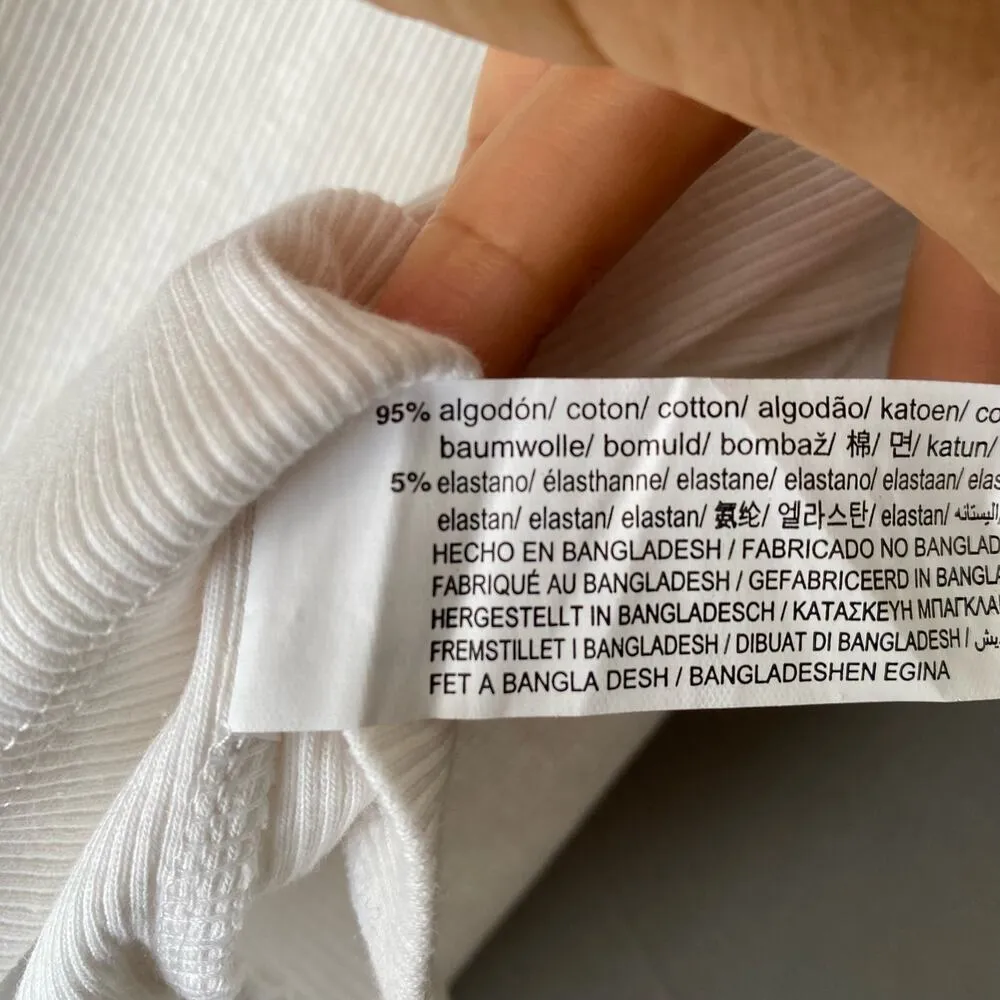 95% algodón/ coton/ cotton/ algodão/ katoen/
baumwolle/ bomuld/ bombaž/ 棉/ 면/ katun/
5% elastano/ élasthanne/ elastane/ elastano/ elastaan/
elastan/ elastan/ elastan/ 氨纶/ 엘라스탄/ elastan/
HECHO EN BANGLADESH / FABRICADO NO
FABRIQUÉ AU BANGLADESH / GEFABRICEERD IN
HERGESTELLT IN BANGLADESCH / ΚΑΤΑΣΚΕΥΗ
FREMSTILLET I BANGLADESH / DIBUAT DI BANGLADESH /
FET A BANGLA DESH / BANGLADESHEN EGINA